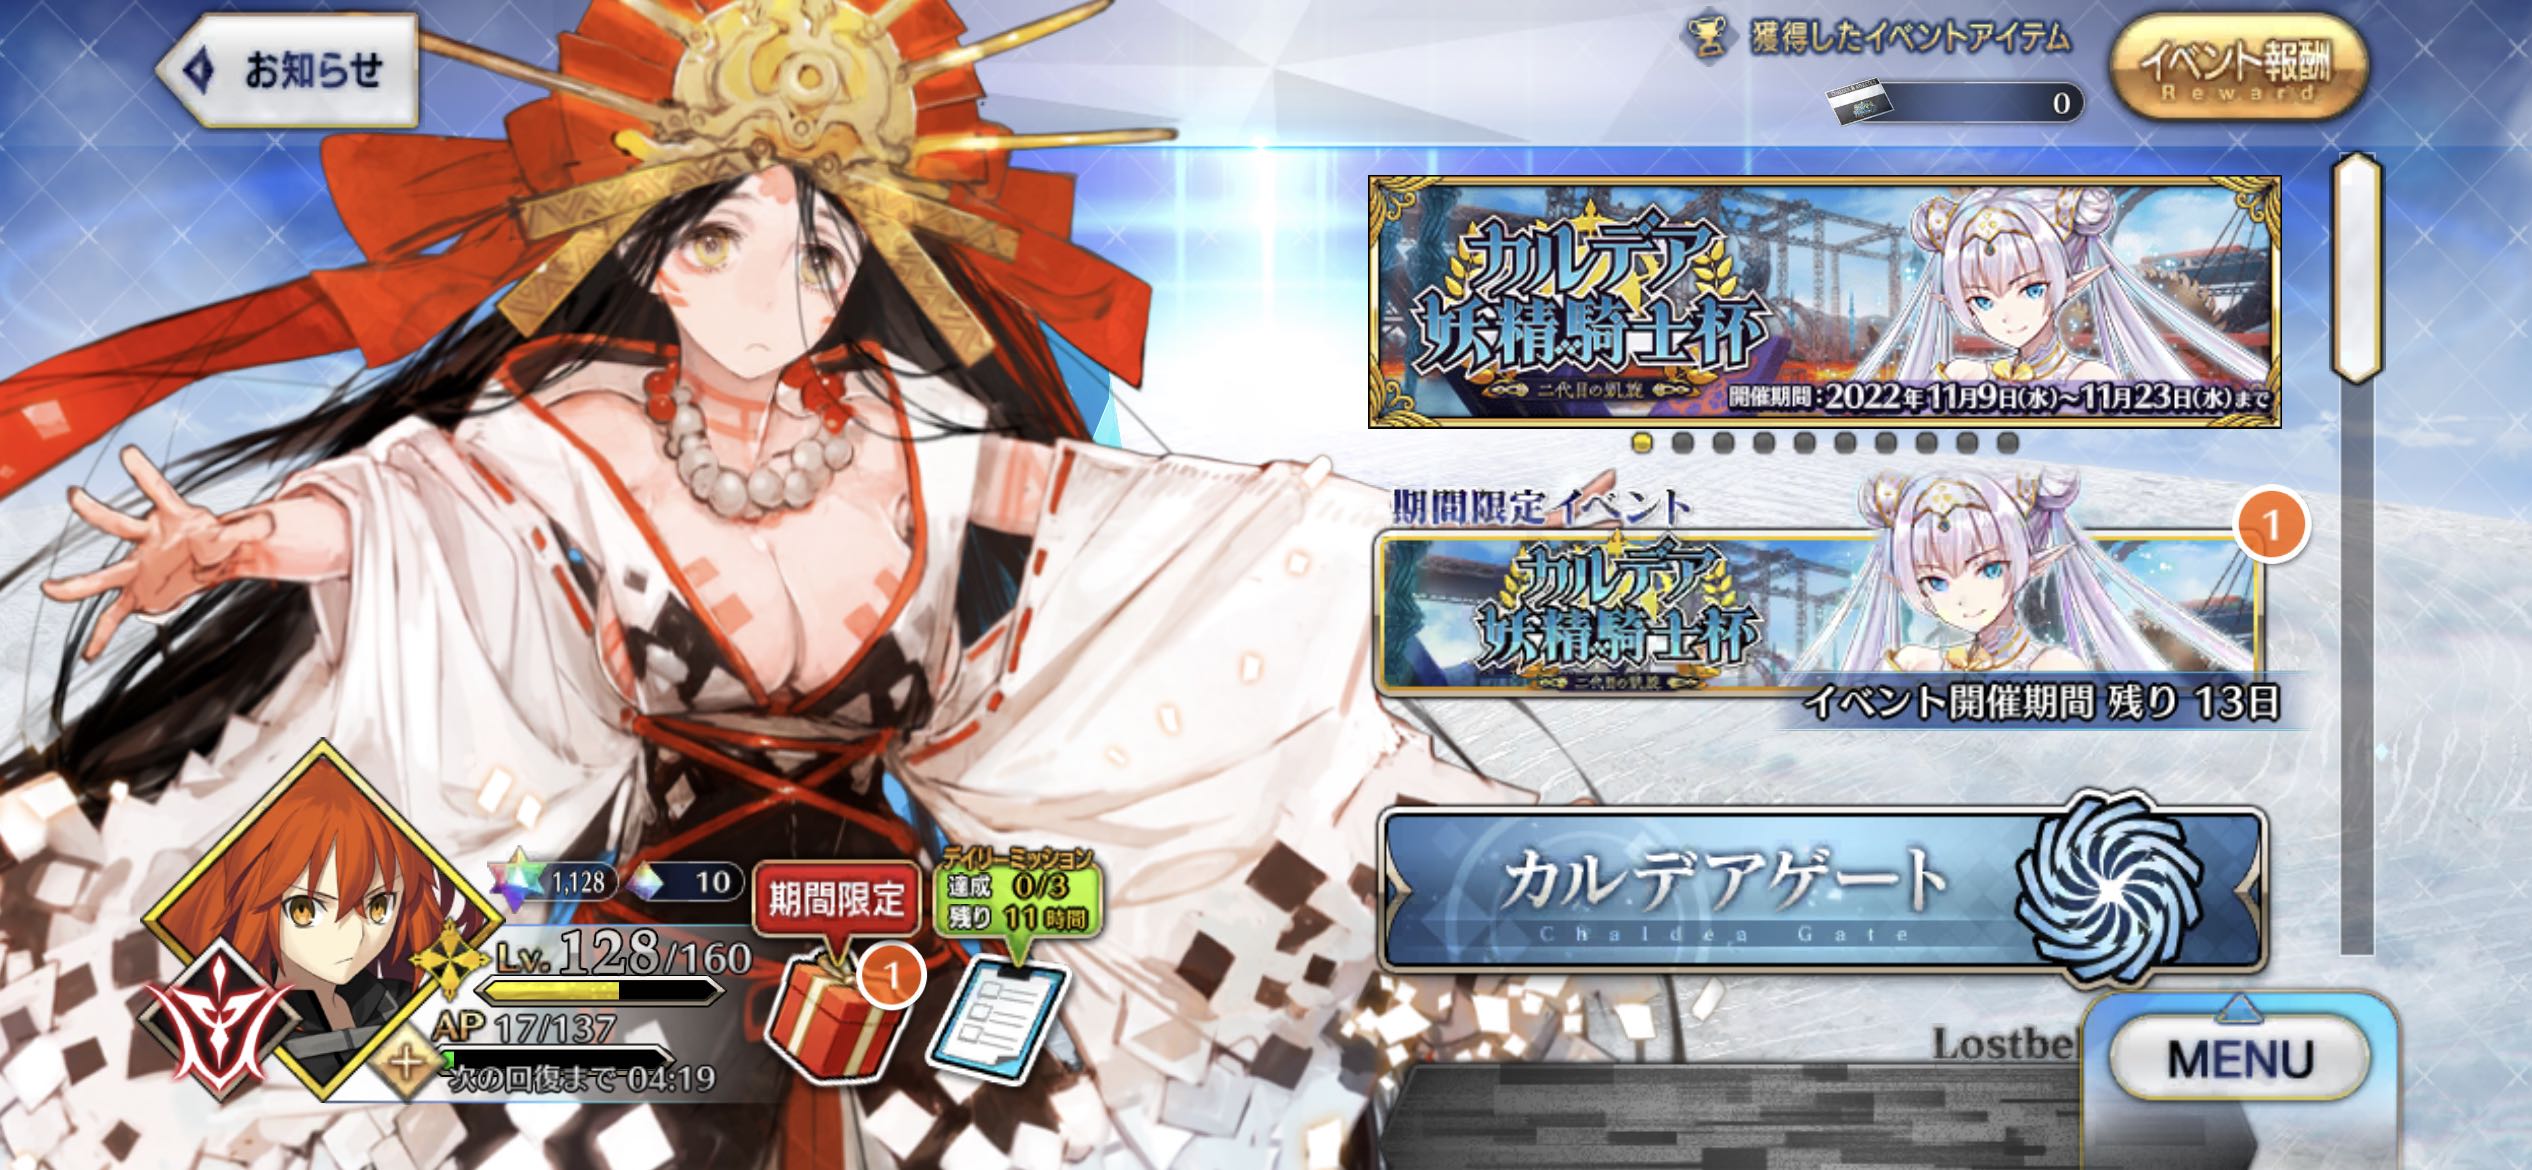 お知らせ
獲得したイベントアイテム
0
イベント報酬
Reward
カルデア
妖精騎士杯
二代目の凱旋
開催期間：2022年11月9日(水)～11月23日(水)まで
期間限定イベント
1
カルデア
妖精騎士杯
二代目の凱旋
イベント開催期間 残り 13日
カルデアゲート
Chaldea Gate
1,128
10
期間限定
デイリーミッション
達成 0/3
残り 11時間
Lv. 128/160
1
AP 17/137
次の回復まで 04:19
Lostbel
MENU